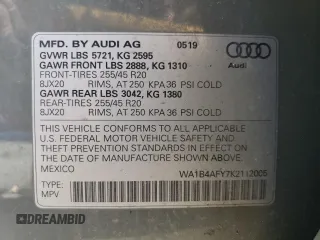 MFD. BY AUDI AG 0519
GVWR LBS 5721, KG 2595
GAWR FRONT LBS 2888, KG 1310
FRONT-TIRES 255/45 R20
8JX20 RIMS, AT 250 KPA 36 PSI COLD
GAWR REAR LBS 3042, KG 1380
REAR-TIRES 255/45 R20
8JX20 RIMS, AT 250 KPA 36 PSI COLD
Audi
THIS VEHICLE CONFORMS TO ALL APPLICABLE
U.S. FEDERAL MOTOR VEHICLE SAFETY AND
THEFT PREVENTION STANDARDS IN EFFECT ON
THE DATE OF MANUFACTURE SHOWN ABOVE.
MEXICO WA1B4AFY7K2112005
TYPE:
MPV
© DREAMBID.COM